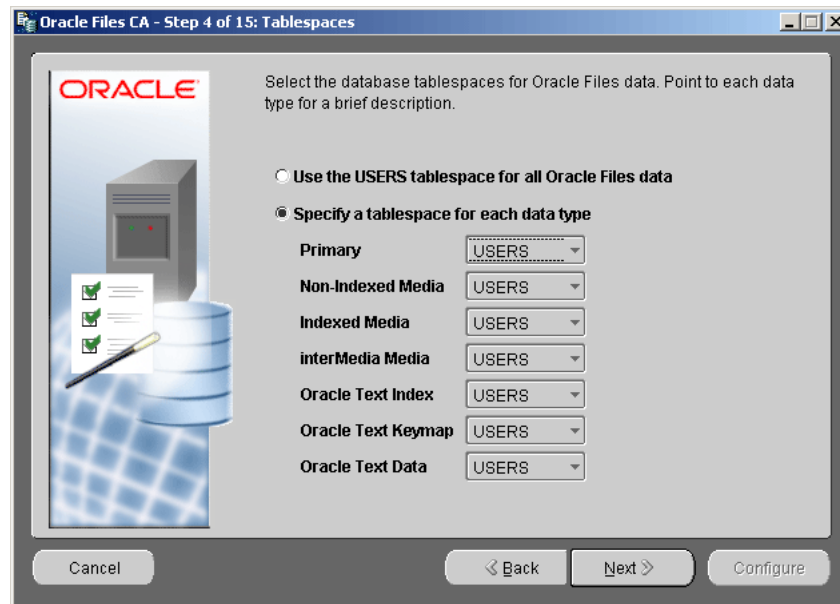 Oracle Files CA - Step 4 of 15: Tablespaces
ORACLE
Select the database tablespaces for Oracle Files data. Point to each data
type for a brief description.
Use the USERS tablespace for all Oracle Files data
Specify a tablespace for each data type
Primary USERS
Non-Indexed Media USERS
Indexed Media USERS
interMedia Media USERS
Oracle Text Index USERS
Oracle Text Keymap USERS
Oracle Text Data USERS
Cancel Back Next Configure